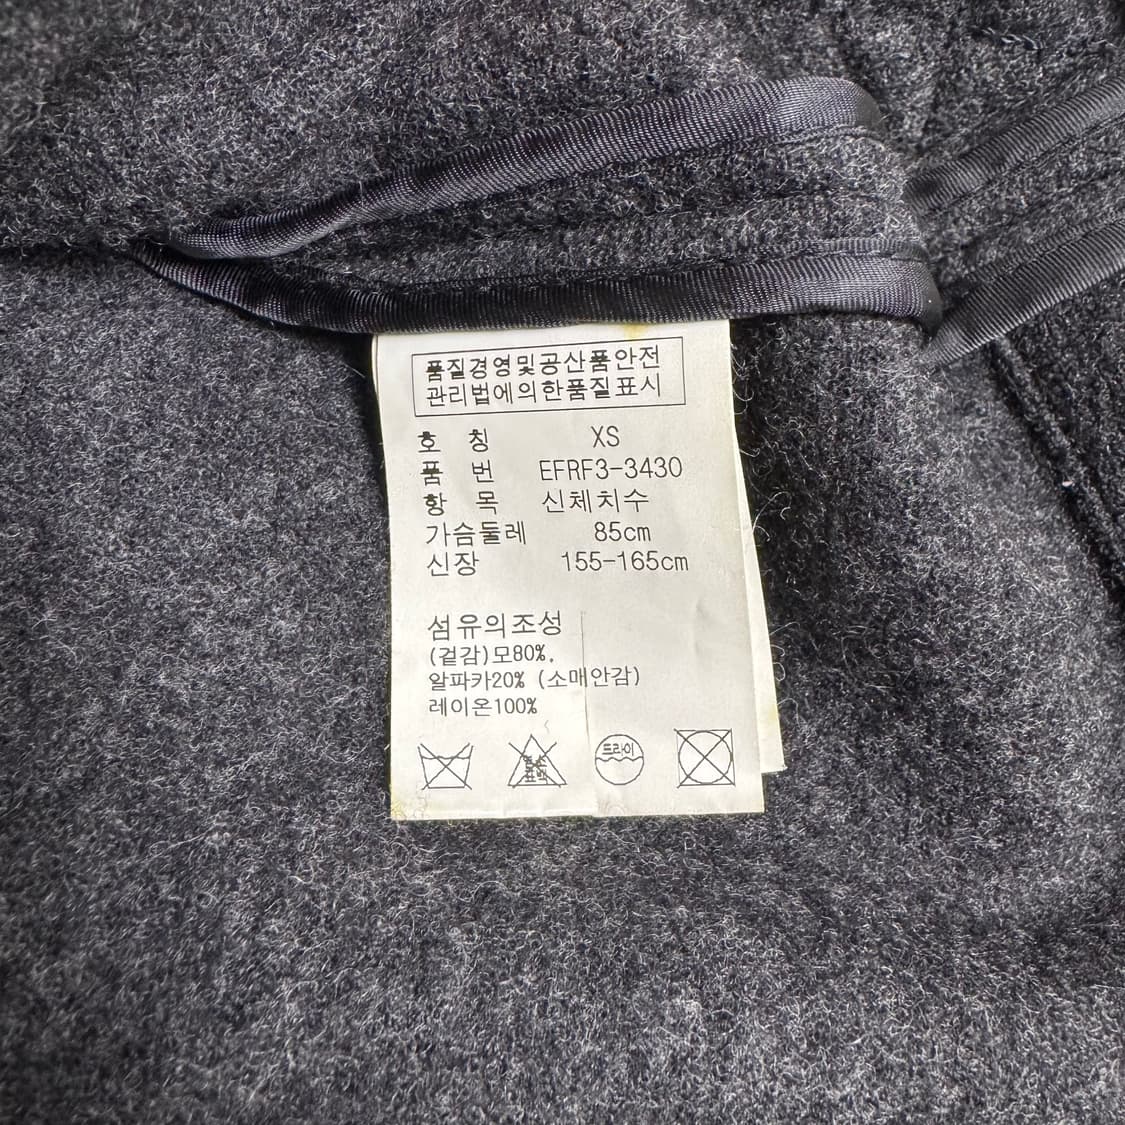 품질경영및공산품안전
관리법에의한품질표시
호 칭 XS
품 번 EFRF3-3430
항 목 신체치수
가슴둘레 85cm
신장 155-165cm
섬유의조성
(겉감)모80%,
알파카20% (소매안감)
레이온100%
드라이